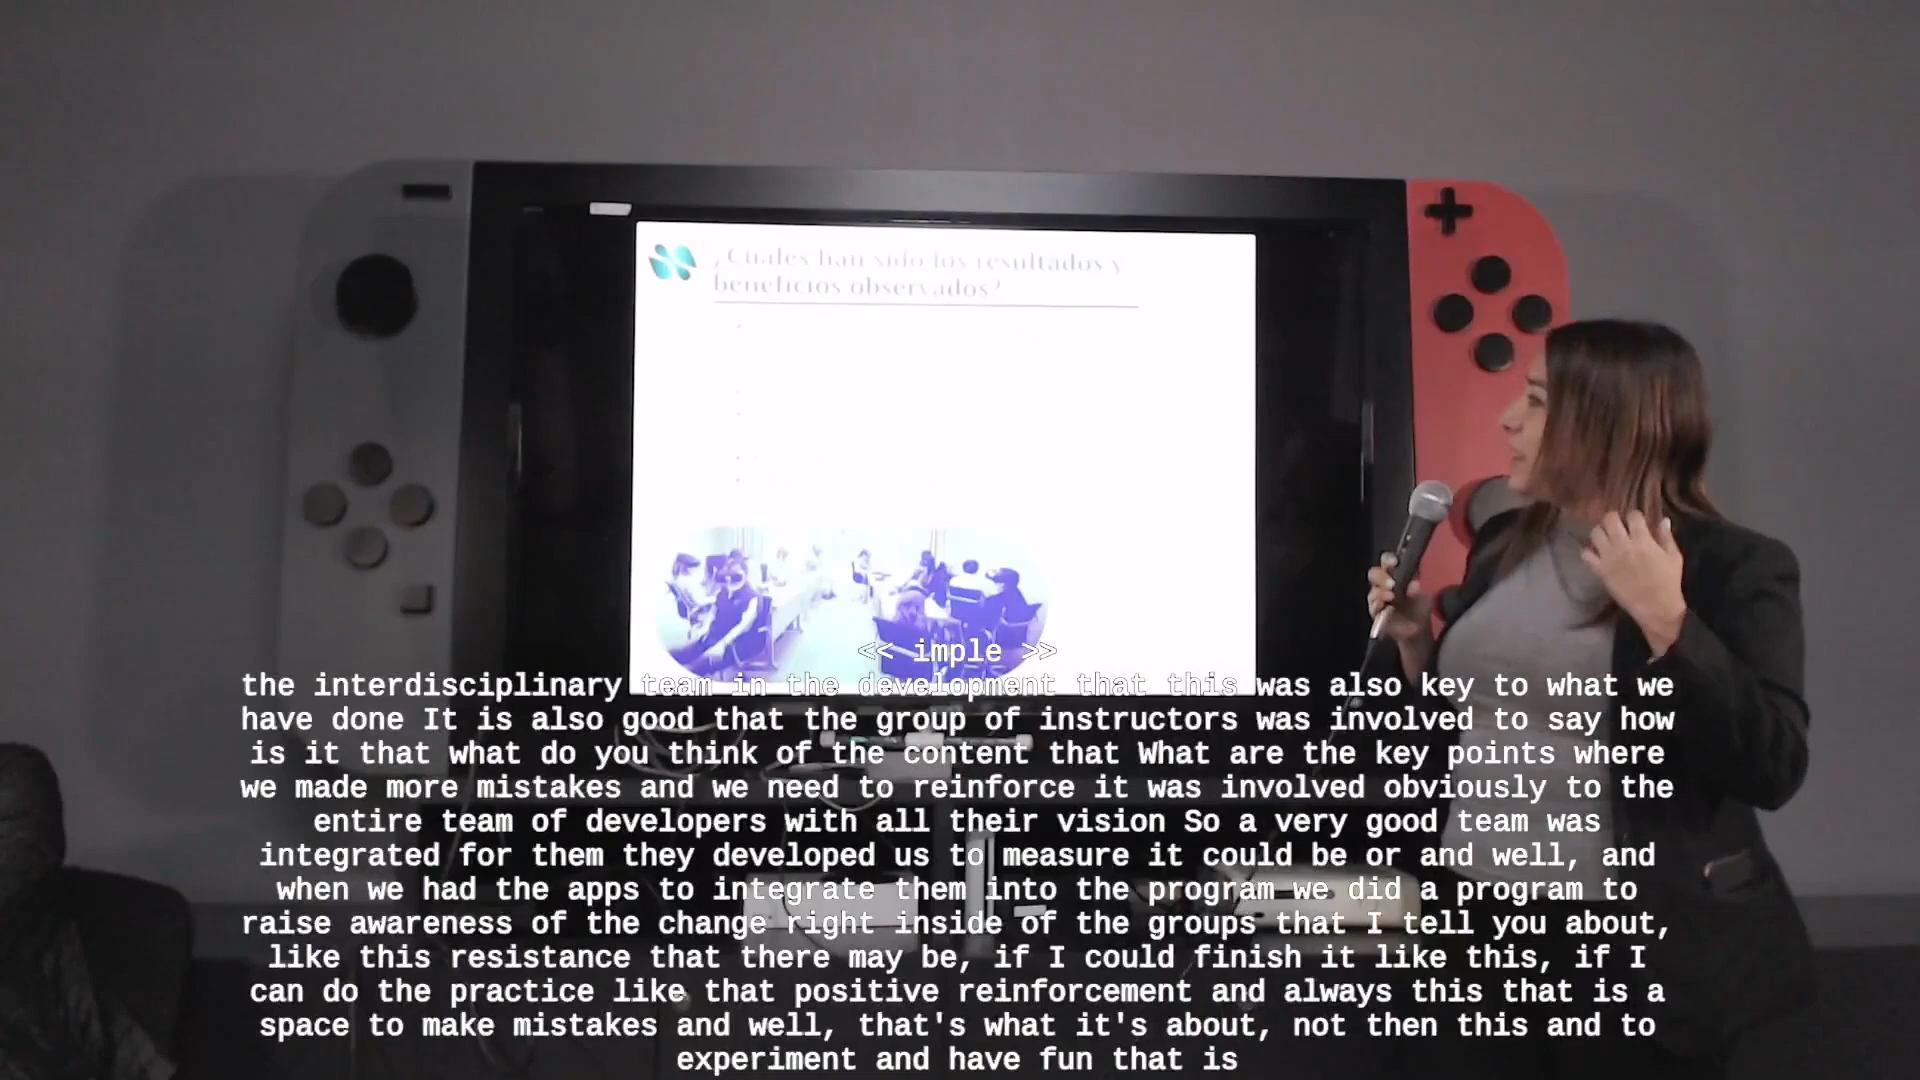 ¿Cuáles han sido los resultados y
beneficios observados?
<< imple >>
the interdisciplinary team in the development that this was also key to what we
have done It is also good that the group of instructors was involved to say how
is it that what do you think of the content that What are the key points where
we made more mistakes and we need to reinforce it was involved obviously to the
entire team of developers with all their vision So a very good team was
integrated for them they developed us to measure it could be or and well, and
when we had the apps to integrate them into the program we did a program to
raise awareness of the change right inside of the groups that I tell you about,
like this resistance that there may be, if I could finish it like this, if I
can do the practice like that positive reinforcement and always this that is a
space to make mistakes and well, that's what it's about, not then this and to
experiment and have fun that is